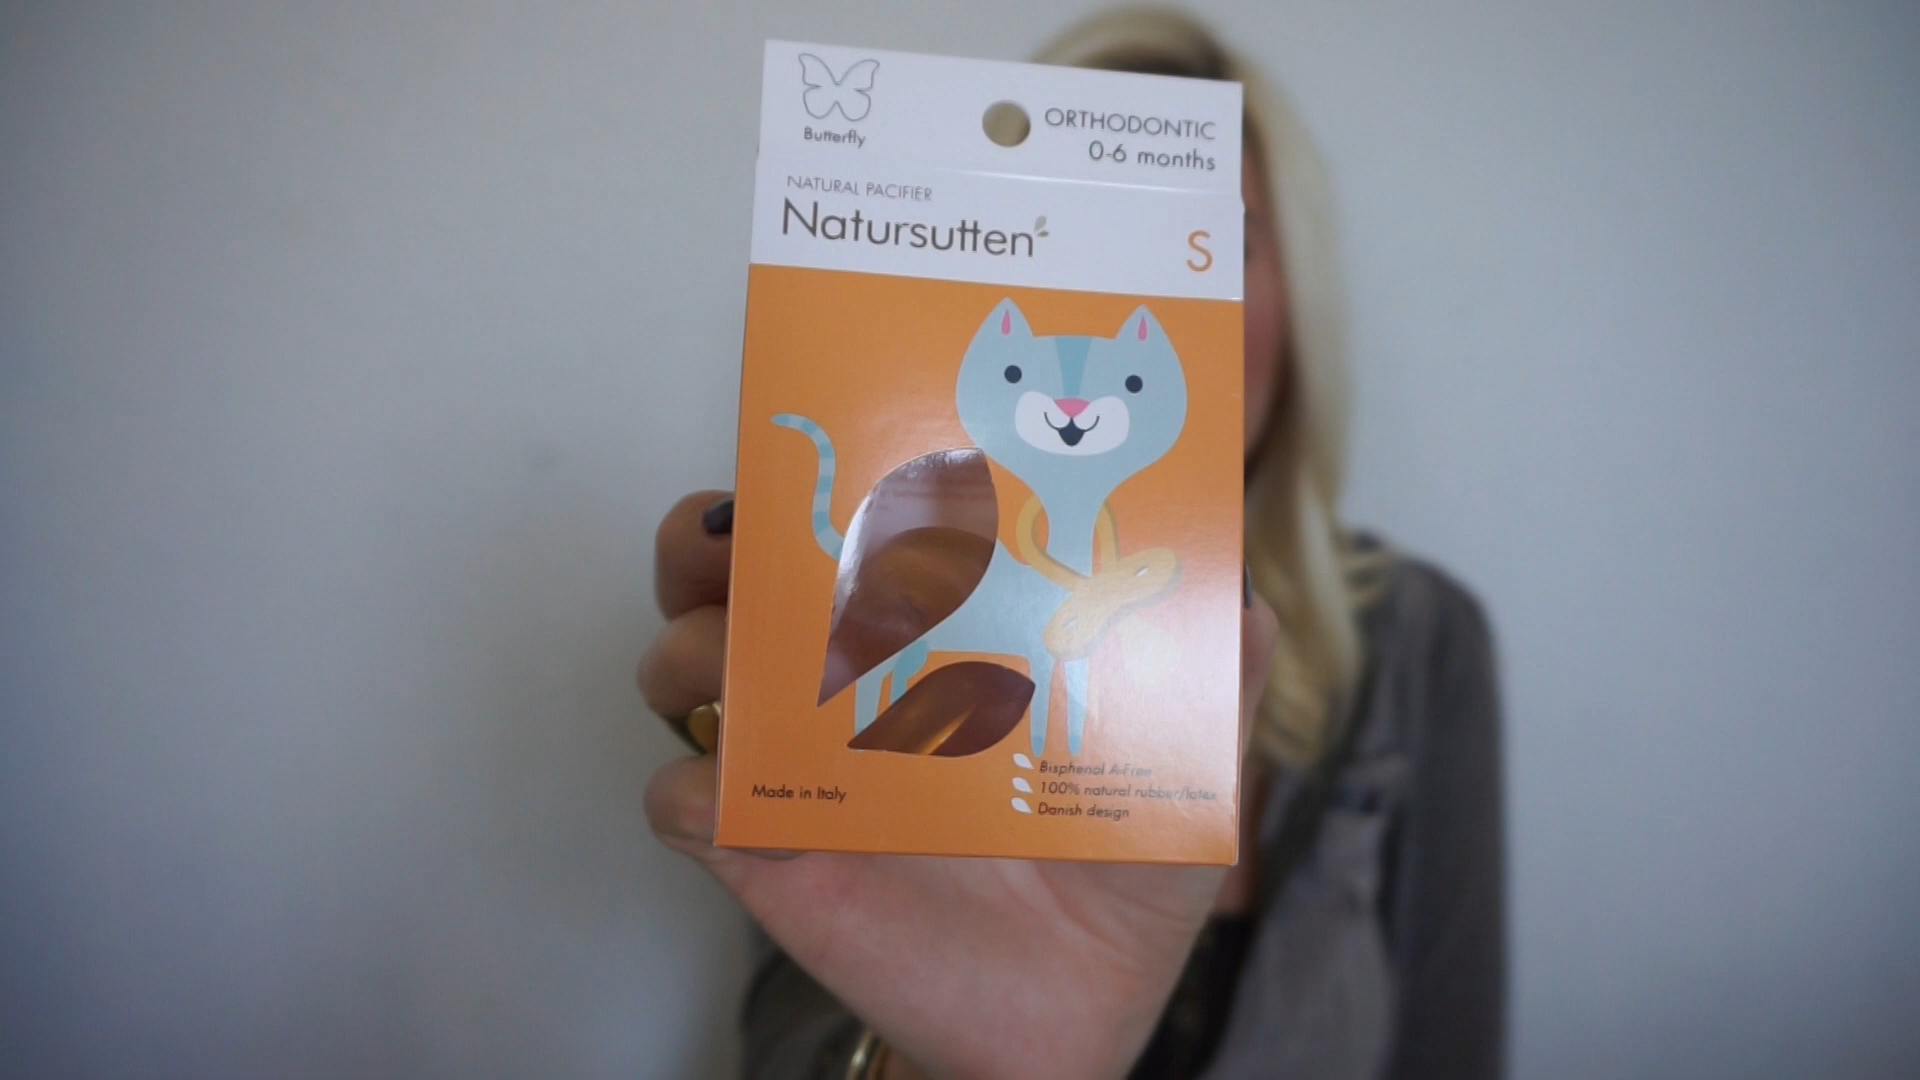 Butterfly
ORTHODONTIC
0-6 months
NATURAL PACIFIER
Natursutten
S
Made in Italy
Bisphenol A-Free
100% natural rubber/latex
Danish design